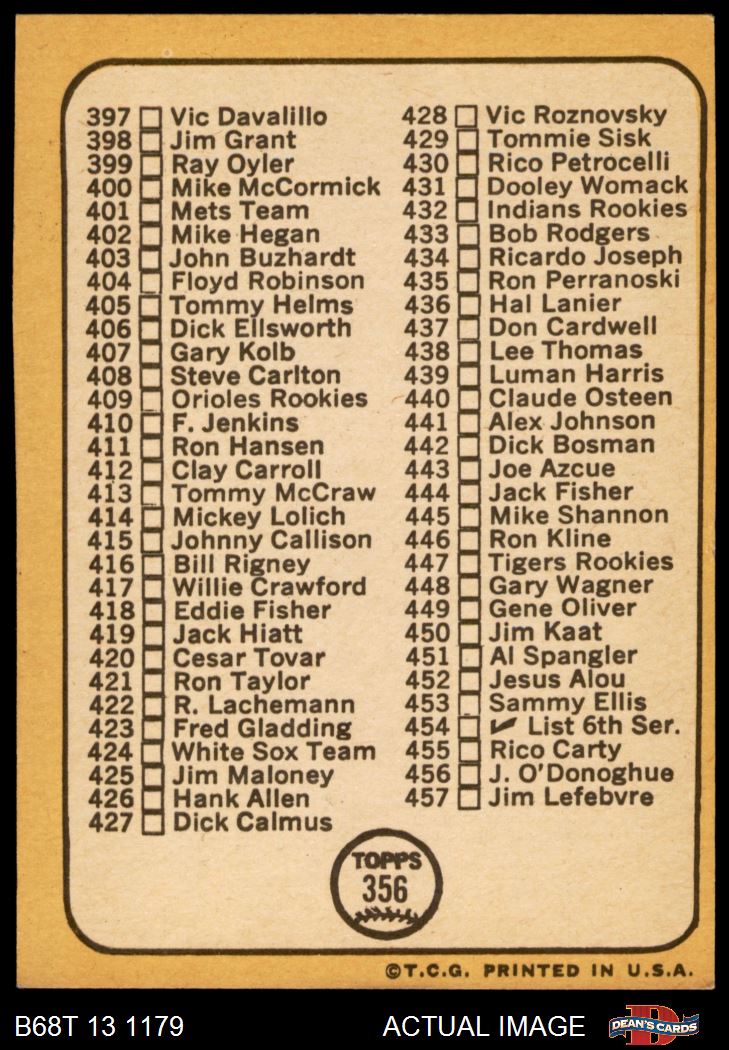 397 Vic Davalillo
398 Jim Grant
399 Ray Oyler
400 Mike McCormick
401 Mets Team
402 Mike Hegan
403 John Buzhardt
404 Floyd Robinson
405 Tommy Helms
406 Dick Ellsworth
407 Gary Kolb
408 Steve Carlton
409 Orioles Rookies
410 F. Jenkins
411 Ron Hansen
412 Clay Carroll
413 Tommy McCraw
414 Mickey Lolich
415 Johnny Callison
416 Bill Rigney
417 Willie Crawford
418 Eddie Fisher
419 Jack Hiatt
420 Cesar Tovar
421 Ron Taylor
422 R. Lachemann
423 Fred Gladding
424 White Sox Team
425 Jim Maloney
426 Hank Allen
427 Dick Calmus
428 Vic Roznovsky
429 Tommie Sisk
430 Rico Petrocelli
431 Dooley Womack
432 Indians Rookies
433 Bob Rodgers
434 Ricardo Joseph
435 Ron Perranoski
436 Hal Lanier
437 Don Cardwell
438 Lee Thomas
439 Luman Harris
440 Claude Osteen
441 Alex Johnson
442 Dick Bosman
443 Joe Azcue
444 Jack Fisher
445 Mike Shannon
446 Ron Kline
447 Tigers Rookies
448 Gary Wagner
449 Gene Oliver
450 Jim Kaat
451 Al Spangler
452 Jesus Alou
453 Sammy Ellis
454 ✓ List 6th Ser.
455 Rico Carty
456 J. O'Donoghue
457 Jim Lefebvre
TOPPS
356
©T.C.G. PRINTED IN U.S.A.
B68T 13 1179 ACTUAL IMAGE DEAN'S CARDS